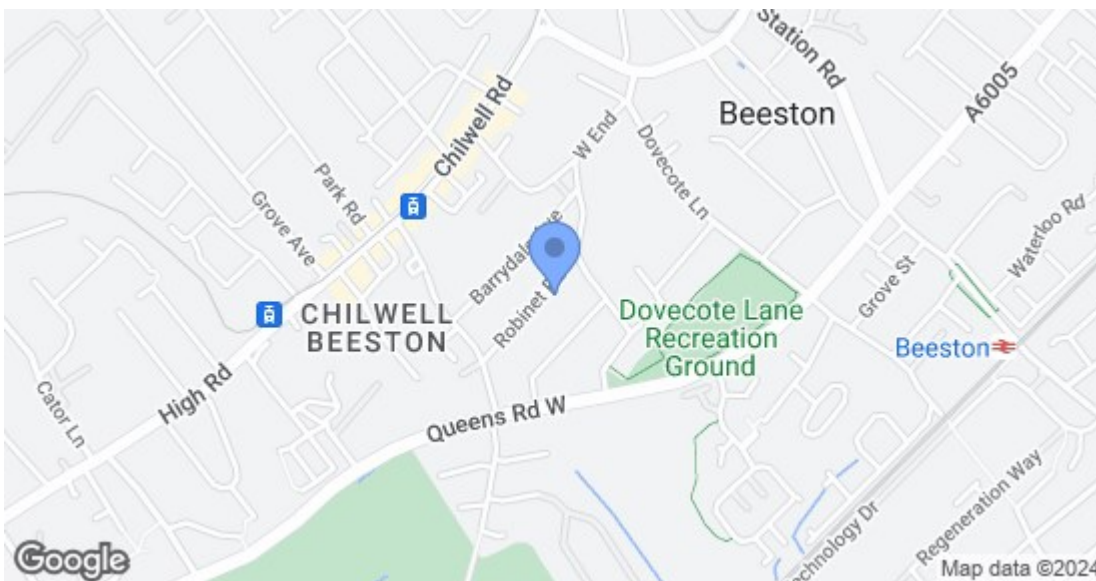 Station Rd
A6005
Beeston
Chilwell Rd
W End
Dovecote Ln
Park Rd
Grove Ave
Waterloo Rd
Barrydale Ave
Grove St
Robinet
CHILWELL
BEESTON
Dovecote Lane
Recreation
Ground
Beeston
High Rd
Cator Ln
Queens Rd W
Regeneration Way
Technology Dr
Google
Map data ©2024